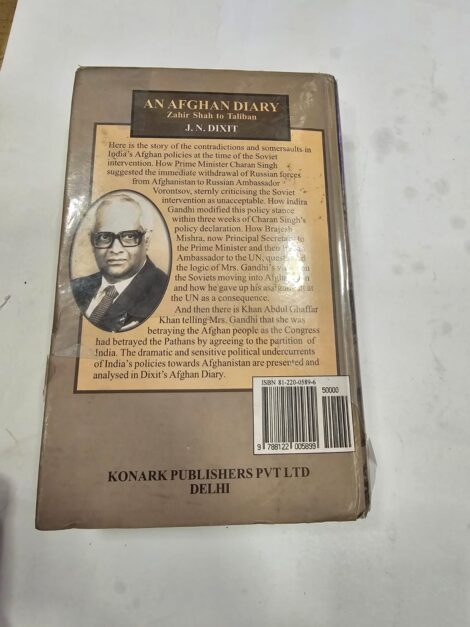 AN AFGHAN DIARY
Zahir Shah to Taliban
J. N. DIXIT
Here is the story of the contradictions and somersaults in
India's Afghan policies at the time of the Soviet
intervention. How Prime Minister Charan Singh
suggested the immediate withdrawal of Russian forces
from Afghanistan to Russian Ambassador
Vorontsov, sternly criticising the Soviet
intervention as unacceptable. How Indira
Gandhi modified this policy stance
within three weeks of Charan Singh's
policy declaration. How Brajesh
Mishra, now Principal Secretary to
the Prime Minister and then
Ambassador to the UN, questioned
the logic of Mrs. Gandhi's on
the Soviets moving into Afghanistan
and how he gave up his assignment at
the UN as a consequence.
And then there is Khan Abdul Ghaffar
Khan telling Mrs. Gandhi that she was
betraying the Afghan people as the Congress
had betrayed the Pathans by agreeing to the partition of
India. The dramatic and sensitive political undercurrents
of India's policies towards Afghanistan are presented and
analysed in Dixit's Afghan Diary.
ISBN 81-220-0589-6
50000
9 788122 005899
KONARK PUBLISHERS PVT LTD
DELHI